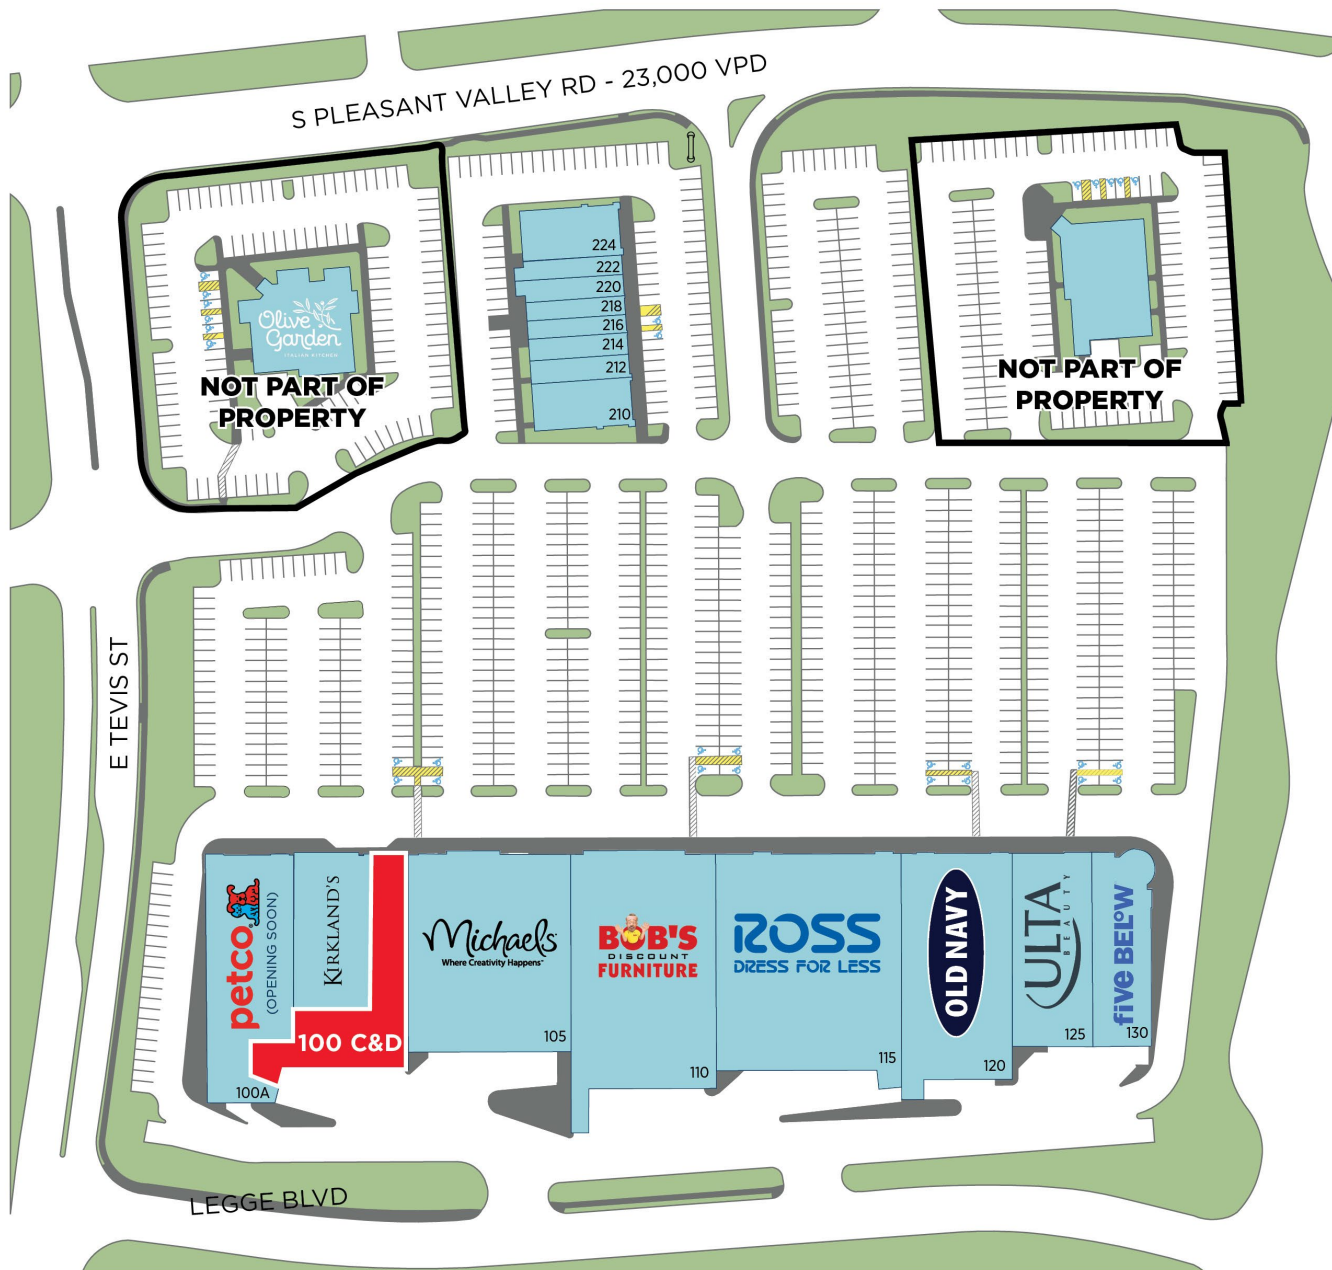 S PLEASANT VALLEY RD - 23,000 VPD
Olive
Garden
ITALIAN KITCHEN
NOT PART OF
PROPERTY
224
222
220
218
216
214
212
210
NOT PART OF
PROPERTY
E TEVIS ST
petco
(OPENING SOON)
100A
KIRKLAND'S
100 C&D
Michaels
Where Creativity Happens™
105
BOB'S
DISCOUNT
FURNITURE
110
ROSS
DRESS FOR LESS
115
OLD NAVY
120
ULTA
BEAUTY
125
five BELOW
130
LEGGE BLVD